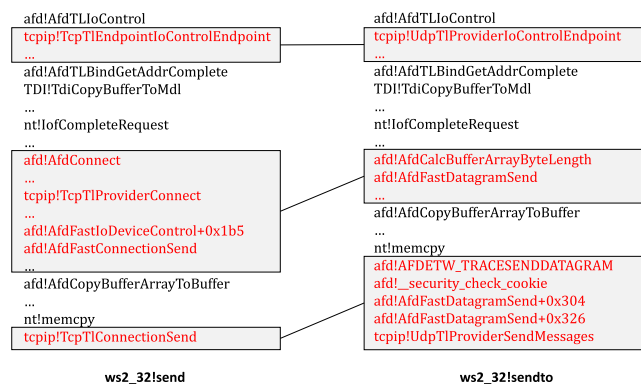 afd!AfdTLIoControl
tcpip!TcpTlEndpointIoControlEndpoint
...
afd!AfdTLBindGetAddrComplete
TDI!TdiCopyBufferToMdl
...
nt!IofCompleteRequest
...
afd!AfdConnect
...
tcpip!TcpTlProviderConnect
...
afd!AfdFastIoDeviceControl+0x1b5
afd!AfdFastConnectionSend
...
afd!AfdCopyBufferArrayToBuffer
...
nt!memcpy
tcpip!TcpTlConnectionSend
ws2_32!send
afd!AfdTLIoControl
tcpip!UdpTlProviderIoControlEndpoint
...
afd!AfdTLBindGetAddrComplete
TDI!TdiCopyBufferToMdl
...
nt!IofCompleteRequest
...
afd!AfdCalcBufferArrayByteLength
afd!AfdFastDatagramSend
...
afd!AfdCopyBufferArrayToBuffer
...
nt!memcpy
afd!AFDETW_TRACESENDDATAGRAM
afd!__security_check_cookie
afd!AfdFastDatagramSend+0x304
afd!AfdFastDatagramSend+0x326
tcpip!UdpTlProviderSendMessages
ws2_32!sendto